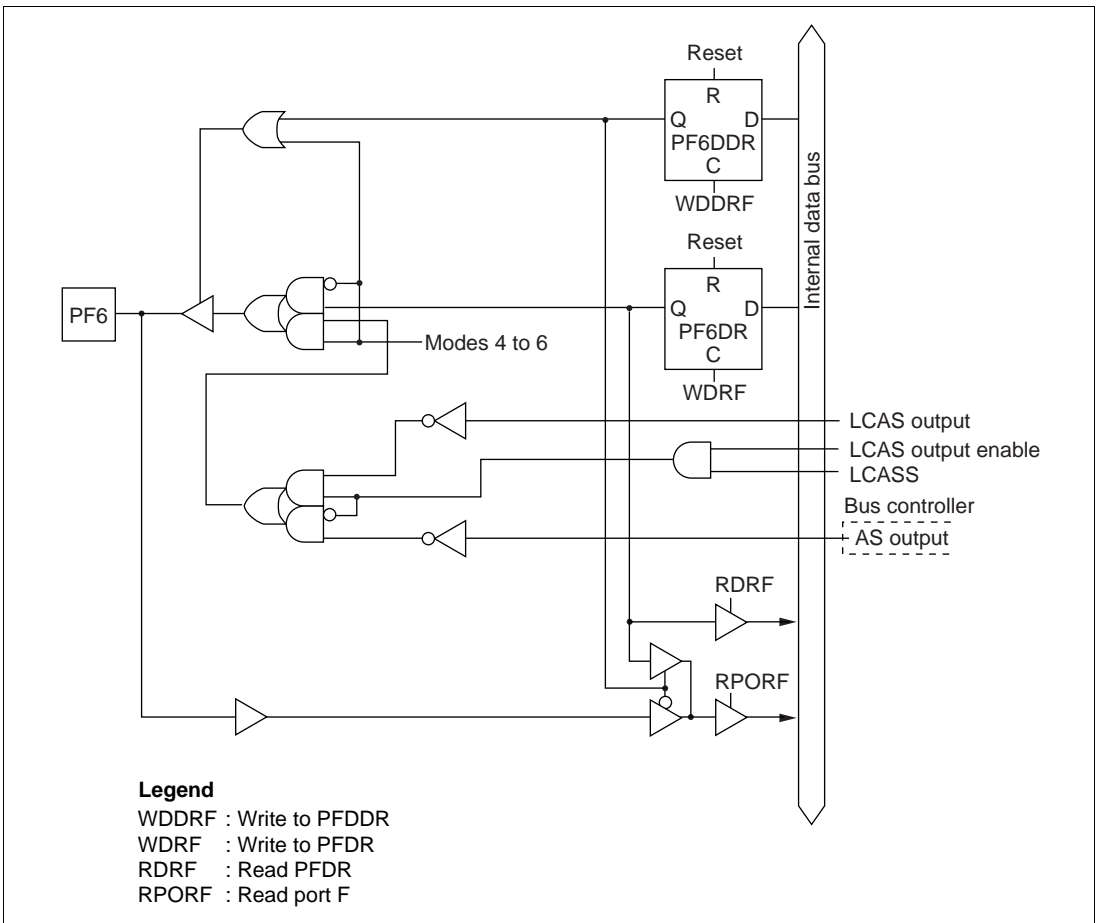 Reset
R
Q D
PF6DDR
C
WDDRF
Internal data bus
Reset
R
Q D
PF6DR
C
WDRF
PF6
Modes 4 to 6
LCAS output
LCAS output enable
LCASS
Bus controller
AS output
RDRF
RPORF
Legend
WDDRF : Write to PFDDR
WDRF : Write to PFDR
RDRF : Read PFDR
RPORF : Read port F